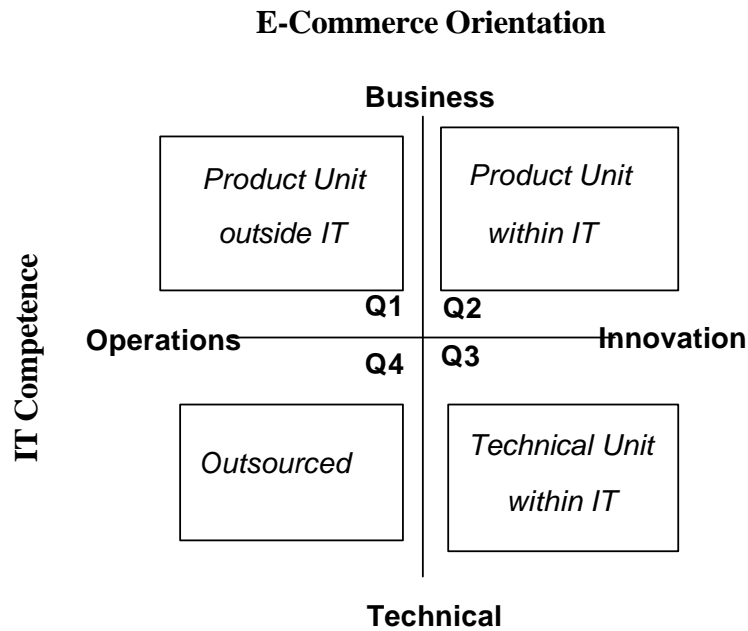 E-Commerce Orientation
Business
Product Unit
outside IT
Product Unit
within IT
Q1
Q2
IT Competence
Operations
Innovation
Q4
Q3
Outsourced
Technical Unit
within IT
Technical